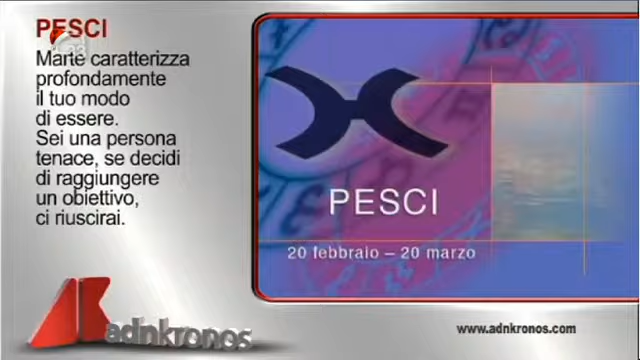 PESCI
Marte caratterizza
profondamente
il tuo modo
di essere.
Sei una persona
tenace, se decidi
di raggiungere
un obiettivo,
ci riuscirai.
PESCI
20 febbraio – 20 marzo
adnkronos
www.adnkronos.com